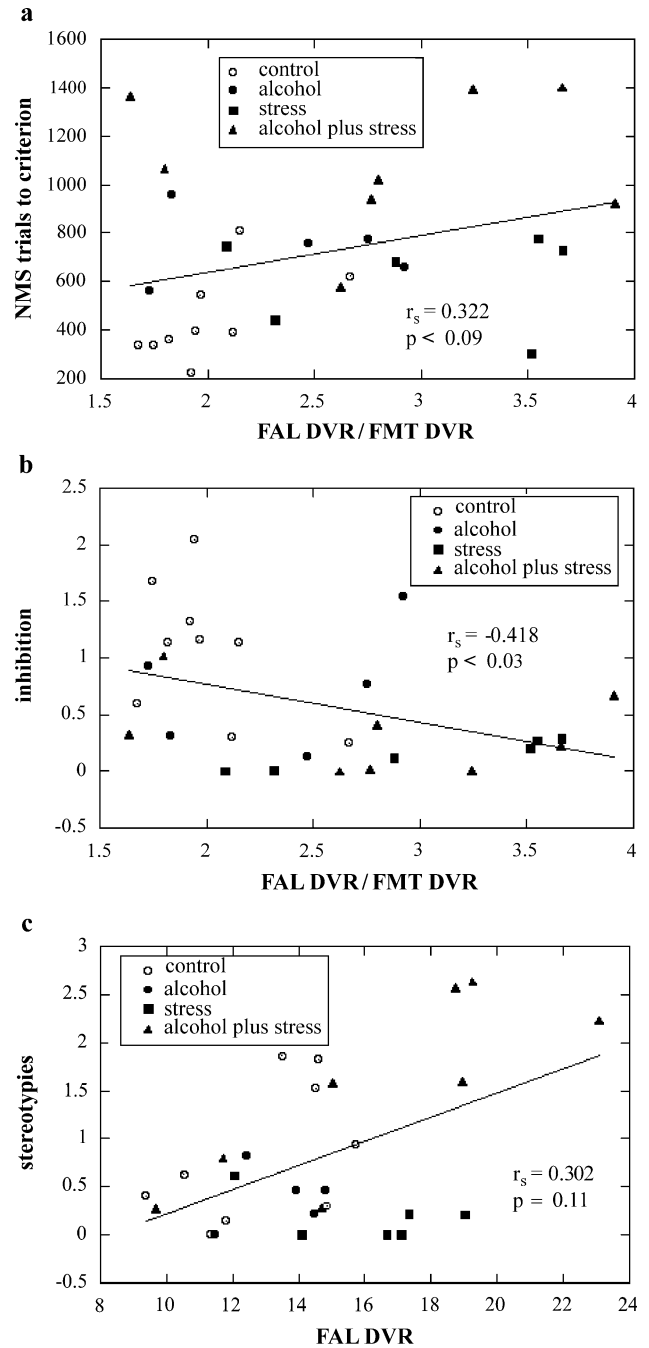 a
1600
1400
1200
1000
800
600
400
200
NMS trials to criterion
control
alcohol
stress
alcohol plus stress
rs = 0.322
p < 0.09
1.5 2 2.5 3 3.5 4
FAL DVR / FMT DVR
b
2.5
2
1.5
1
0.5
0
-0.5
inhibition
control
alcohol
stress
alcohol plus stress
rs = -0.418
p < 0.03
1.5 2 2.5 3 3.5 4
FAL DVR / FMT DVR
c
3
2.5
2
1.5
1
0.5
0
-0.5
stereotypies
control
alcohol
stress
alcohol plus stress
rs = 0.302
p = 0.11
8 10 12 14 16 18 20 22 24
FAL DVR